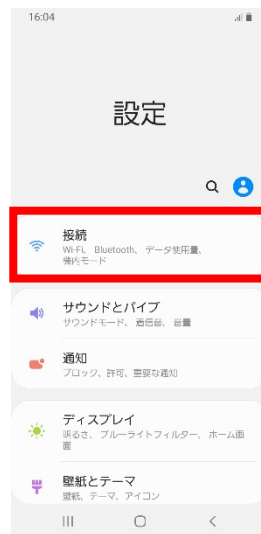 16:04
設定
接続
Wi-Fi、 Bluetooth、 データ使用量、
機内モード
サウンドとバイブ
サウンドモード、 着信音、 音量
通知
ブロック、許可、重要な通知
ディスプレイ
明るさ、 ブルーライトフィルター、 ホーム画
面
壁紙とテーマ
壁紙、テーマ、アイコン